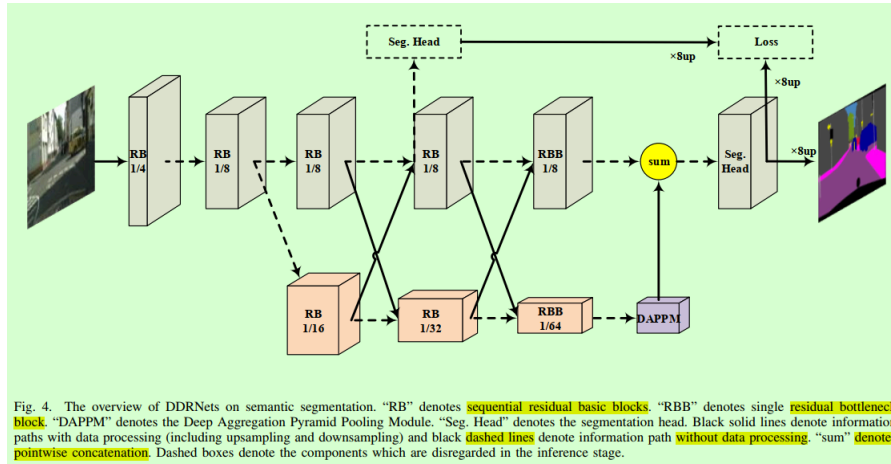 Seg. Head
Loss
×8up
×8up
RB
1/4
RB
1/8
RB
1/8
RB
1/8
RBB
1/8
sum
Seg.
Head
×8up
RB
1/16
RB
1/32
RBB
1/64
DAPPM
Fig. 4. The overview of DDRNets on semantic segmentation. “RB” denotes sequential residual basic blocks. “RBB” denotes single residual bottleneck
block. “DAPPM” denotes the Deep Aggregation Pyramid Pooling Module. “Seg. Head” denotes the segmentation head. Black solid lines denote information
paths with data processing (including upsampling and downsampling) and black dashed lines denote information path without data processing. “sum” denotes
pointwise concatenation. Dashed boxes denote the components which are disregarded in the inference stage.